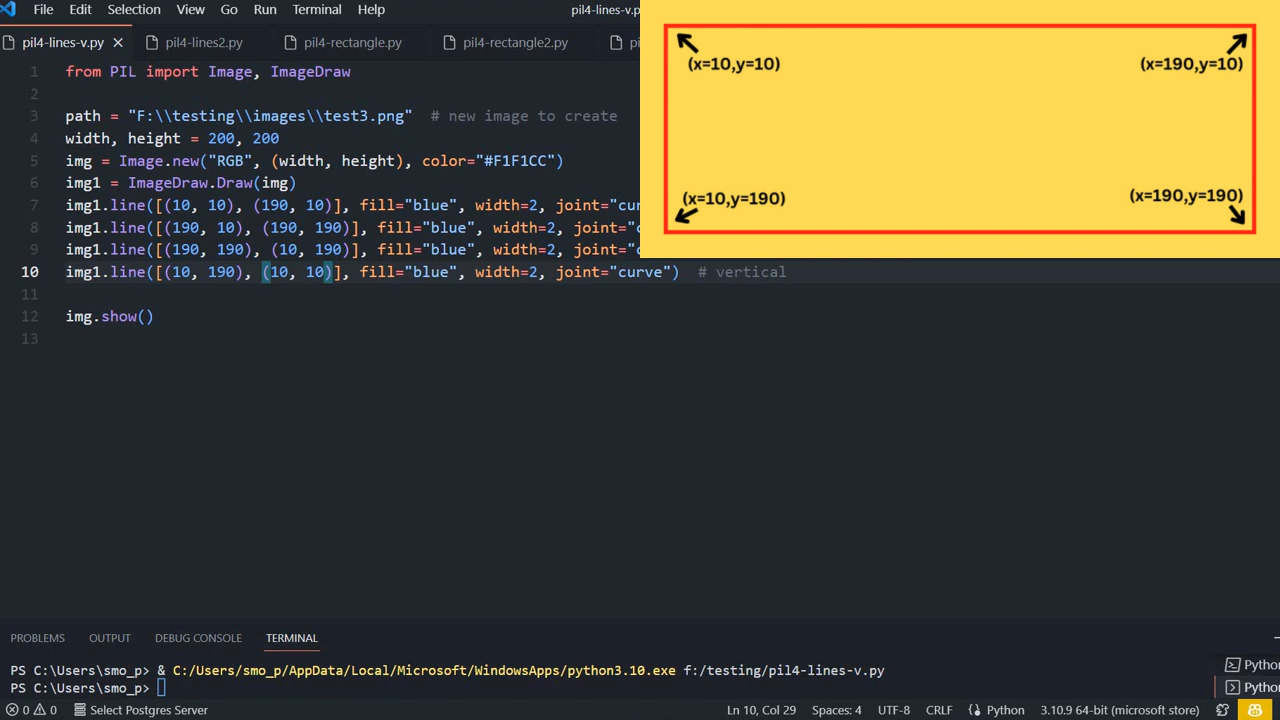 File Edit Selection View Go Run Terminal Help pil4-lines-v.p
pil4-lines-v.py pil4-lines2.py pil4-rectangle.py pil4-rectangle2.py pi
1 from PIL import Image, ImageDraw
2
3 path = "F:\\testing\\images\\test3.png" # new image to create
4 width, height = 200, 200
5 img = Image.new("RGB", (width, height), color="#F1F1CC")
6 img1 = ImageDraw.Draw(img)
7 img1.line([(10, 10), (190, 10)], fill="blue", width=2, joint="cur
8 img1.line([(190, 10), (190, 190)], fill="blue", width=2, joint="c
9 img1.line([(190, 190), (10, 190)], fill="blue", width=2, joint="c
10 img1.line([(10, 190), (10, 10)], fill="blue", width=2, joint="curve") # vertical
11
12 img.show()
13
(x=10,y=10) (x=190,y=10)
(x=10,y=190) (x=190,y=190)
PROBLEMS OUTPUT DEBUG CONSOLE TERMINAL
PS C:\Users\smo_p> & C:/Users/smo_p/AppData/Local/Microsoft/WindowsApps/python3.10.exe f:/testing/pil4-lines-v.py
PS C:\Users\smo_p>
Pytho
Pytho
0 0 Select Postgres Server Ln 10, Col 29 Spaces: 4 UTF-8 CRLF Python 3.10.9 64-bit (microsoft store)